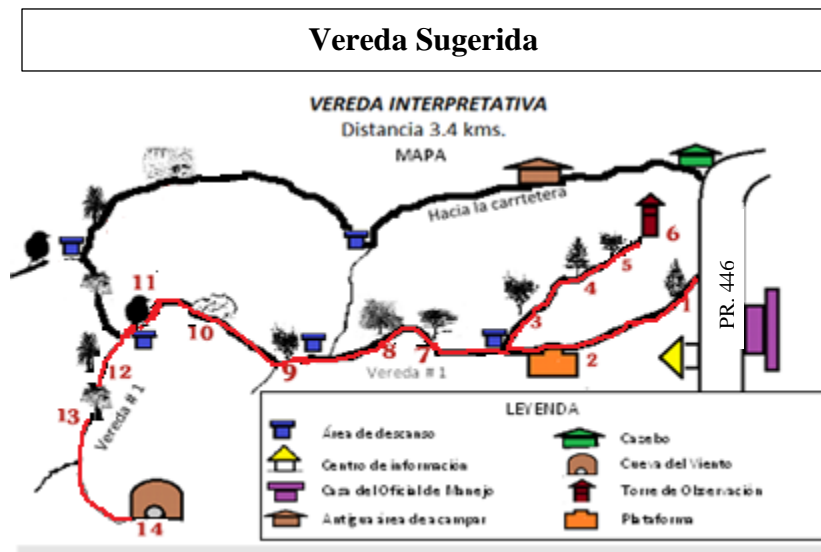 Vereda Sugerida
VEREDA INTERPRETATIVA
Distancia 3.4 kms.
MAPA
Hacia la carrtetera
6
5
4
3
1
2
PR. 446
11
10
9
8
7
Vereda # 1
12
13
Vereda # 1
14
LEYENDA
Área de descanso
Centro de información
Casa del Oficial de Manejo
Antigua área de acampar
Gazebo
Cueva del Viento
Torre de Observación
Plataforma